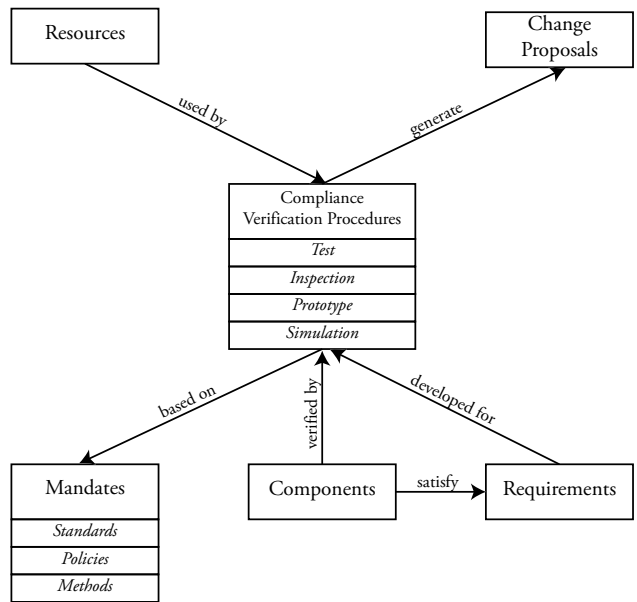 Resources
Change
Proposals
used by
generate
Compliance
Verification Procedures
Test
Inspection
Prototype
Simulation
based on
verified by
developed for
Mandates
Standards
Policies
Methods
Components
satisfy
Requirements